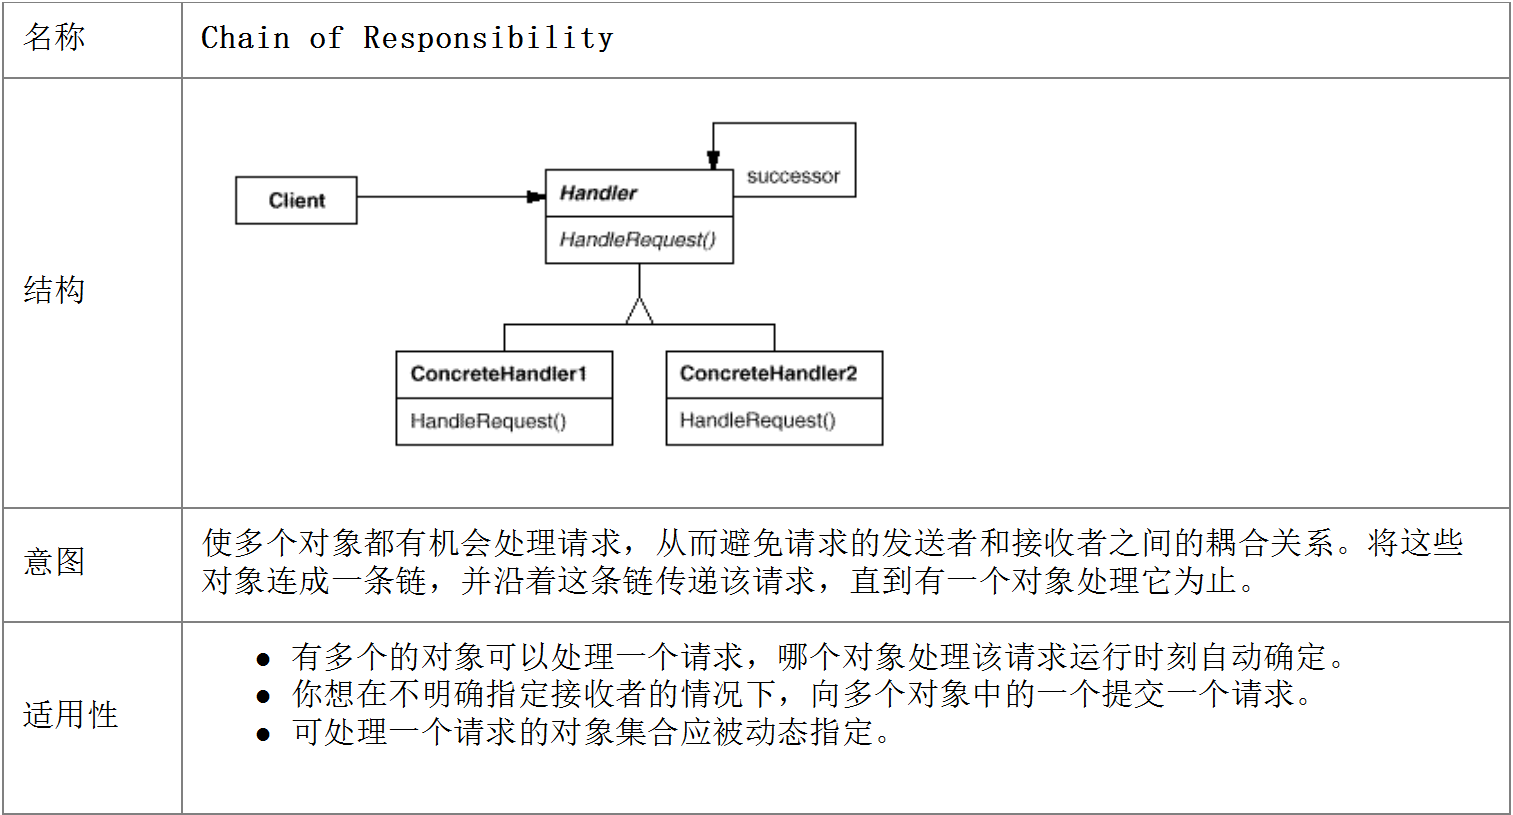 名称
Chain of Responsibility
结构
Client
Handler
HandleRequest()
successor
ConcreteHandler1
HandleRequest()
ConcreteHandler2
HandleRequest()
意图
使多个对象都有机会处理请求，从而避免请求的发送者和接收者之间的耦合关系。将这些
对象连成一条链，并沿着这条链传递该请求，直到有一个对象处理它为止。
适用性
● 有多个的对象可以处理一个请求，哪个对象处理该请求运行时刻自动确定。
● 你想在不明确指定接收者的情况下，向多个对象中的一个提交一个请求。
● 可处理一个请求的对象集合应被动态指定。